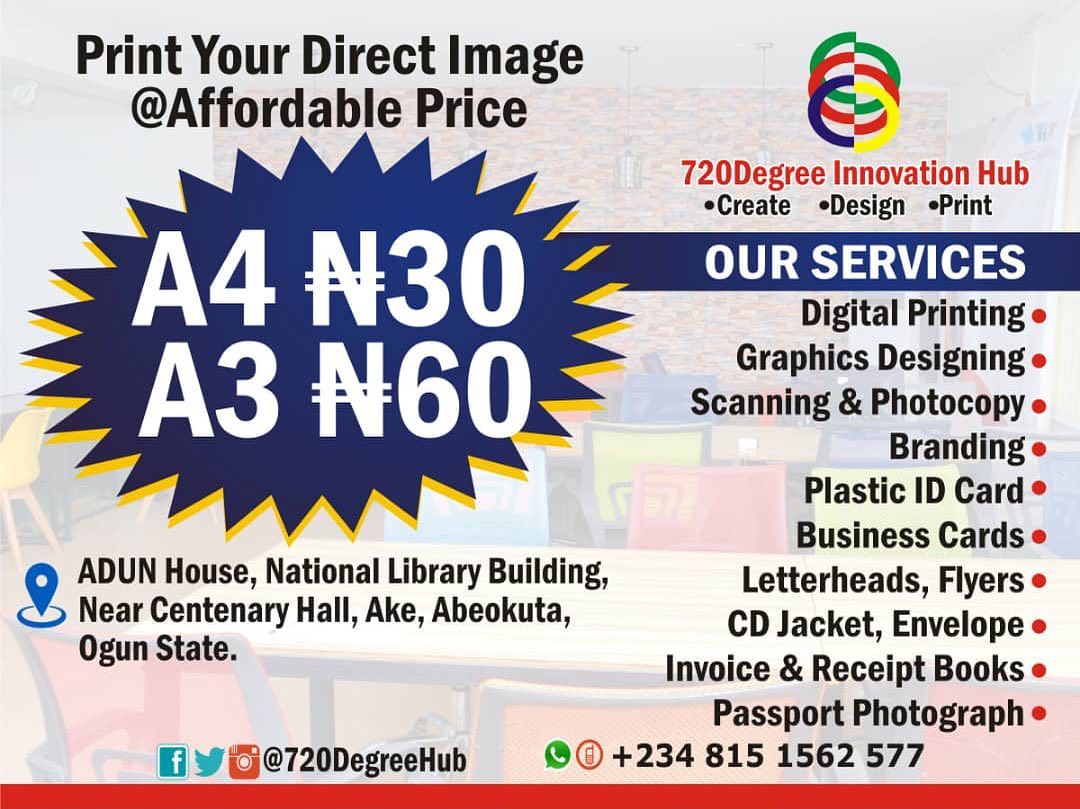 Print Your Direct Image
@Affordable Price
A4 ₦30
A3 ₦60
720Degree Innovation Hub
•Create •Design •Print
OUR SERVICES
Digital Printing •
Graphics Designing •
Scanning & Photocopy •
Branding •
Plastic ID Card •
Business Cards •
Letterheads, Flyers •
CD Jacket, Envelope •
Invoice & Receipt Books •
Passport Photograph •
ADUN House, National Library Building,
Near Centenary Hall, Ake, Abeokuta,
Ogun State.
@720DegreeHub
+234 815 1562 577